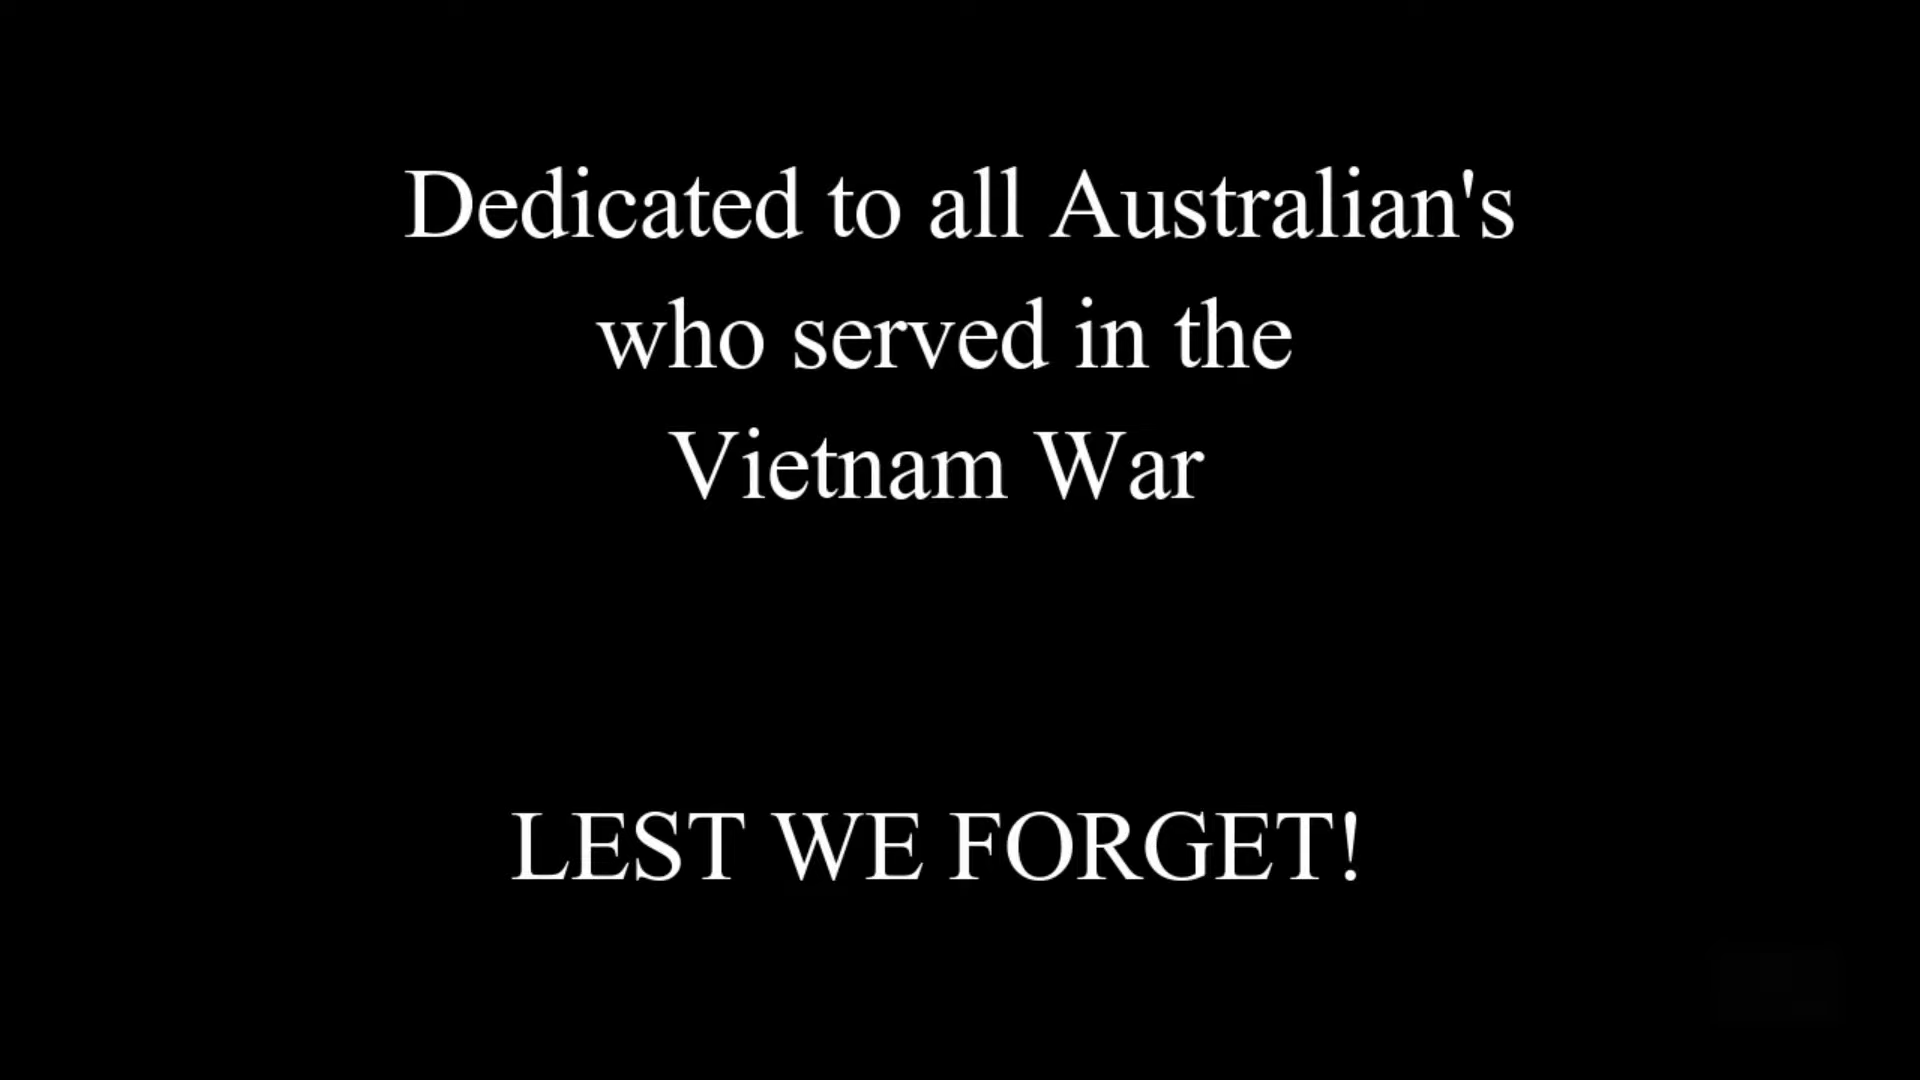 Dedicated to all Australian's
who served in the
Vietnam War
LEST WE FORGET!